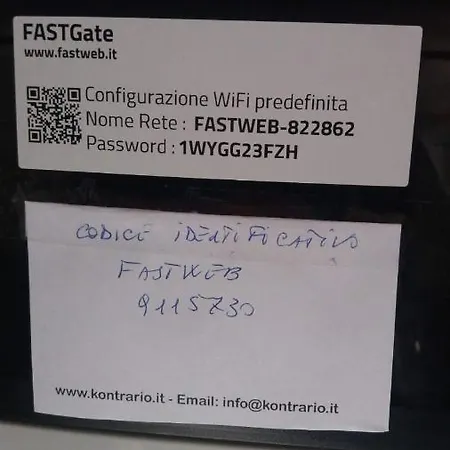 FASTGate
www.fastweb.it
Configurazione WiFi predefinita
Nome Rete : FASTWEB-822862
Password : 1WYGG23FZH
CODICE IDENTIFICATIVO
FASTWEB
9115730
www.kontrario.it - Email: info@kontrario.it